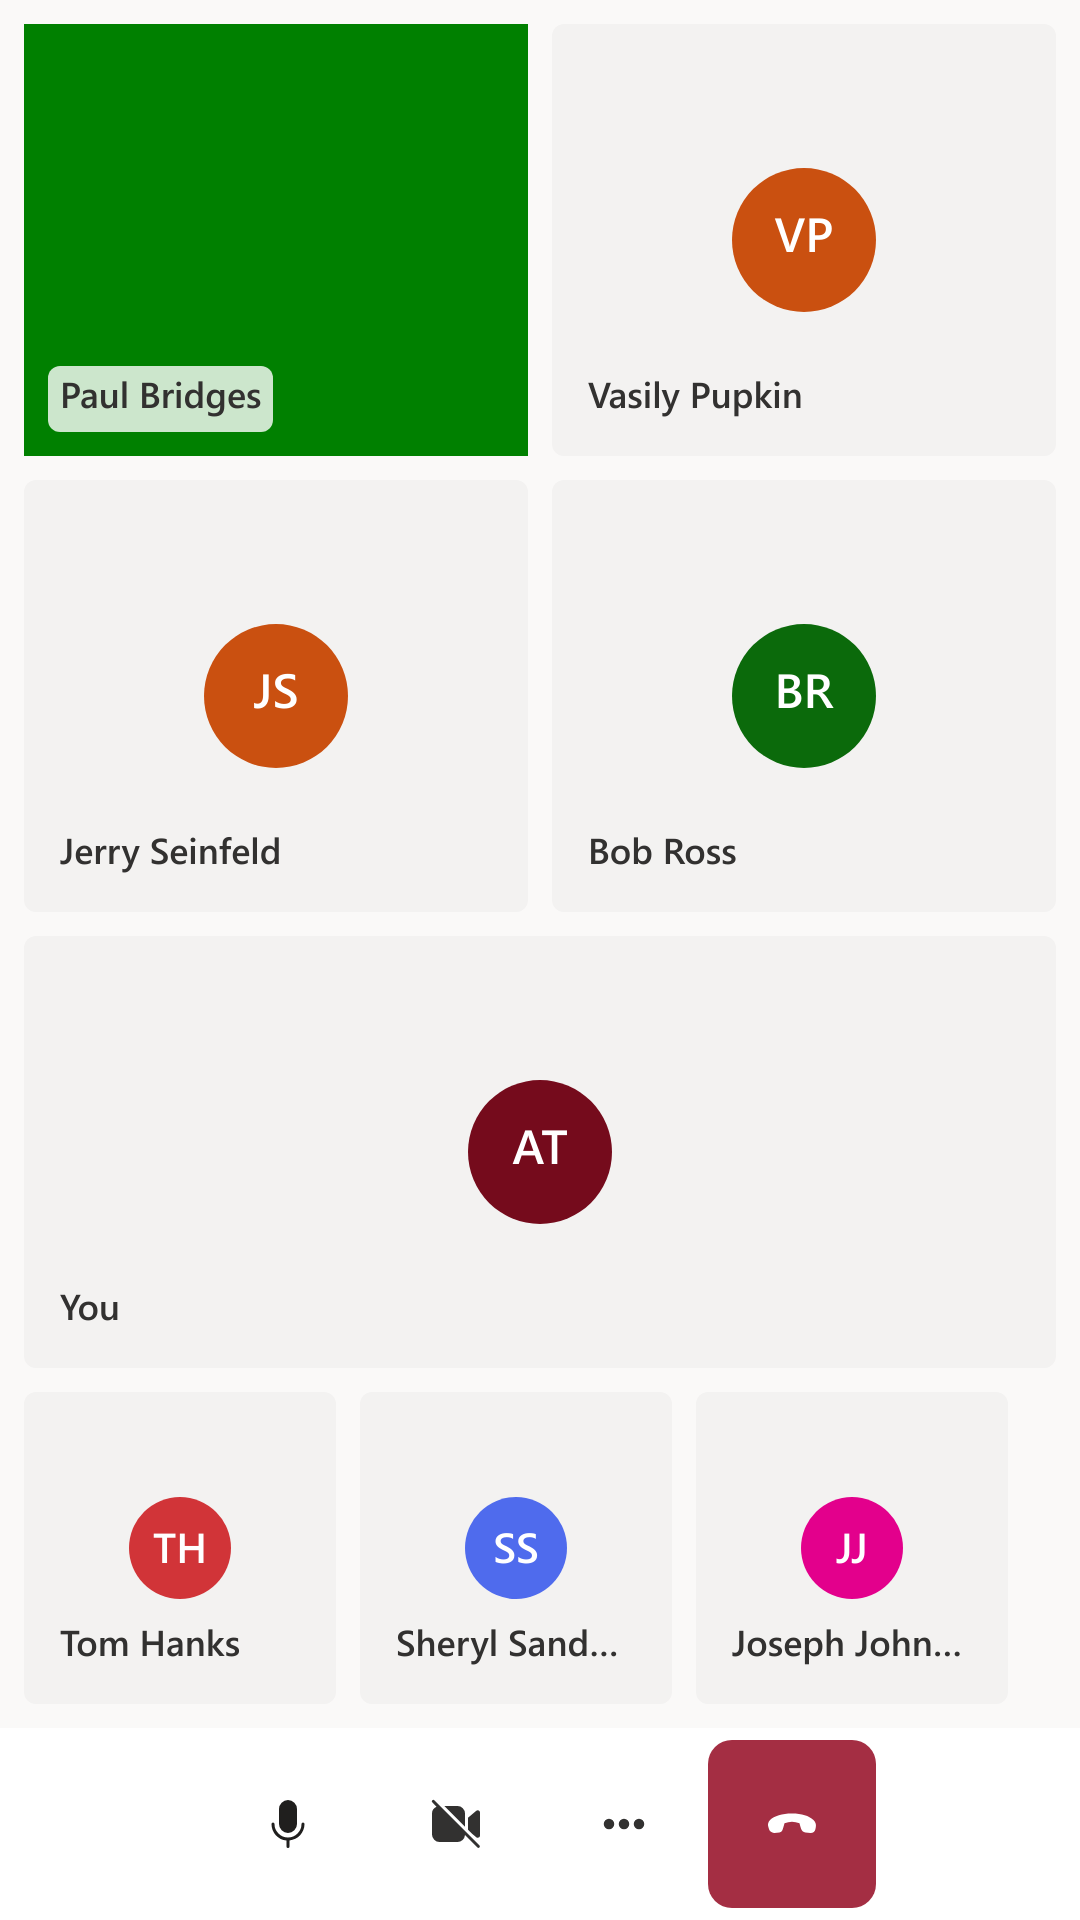 Paul Bridges
VP
Vasily Pupkin
JS
Jerry Seinfeld
BR
Bob Ross
AT
You
TH
Tom Hanks
SS
Sheryl Sand...
JJ
Joseph John...